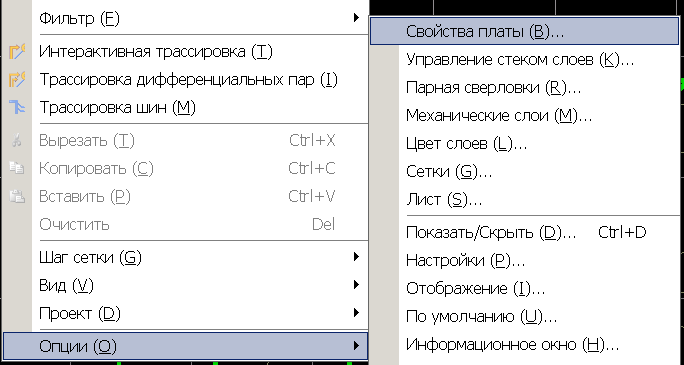 Фильтр (F)
Интерактивная трассировка (T)
Трассировка дифференциальных пар (I)
Трассировка шин (M)
Вырезать (T) Ctrl+X
Копировать (C) Ctrl+C
Вставить (P) Ctrl+V
Очистить Del
Шаг сетки (G)
Вид (V)
Проект (D)
Опции (O)
Свойства платы (B)...
Управление стеком слоев (K)...
Парная сверловки (R)...
Механические слои (M)...
Цвет слоев (L)...
Сетки (G)...
Лист (S)...
Показать/Скрыть (D)... Ctrl+D
Настройки (P)...
Отображение (I)...
По умолчанию (U)...
Информационное окно (H)...